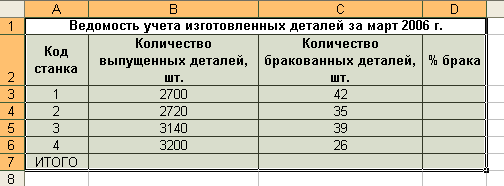 A B C D
1 Ведомость учета изготовленных деталей за март 2006 г.
2 Код станка Количество выпущенных деталей, шт. Количество бракованных деталей, шт. % брака
3 1 2700 42
4 2 2720 35
5 3 3140 39
6 4 3200 26
7 ИТОГО
8